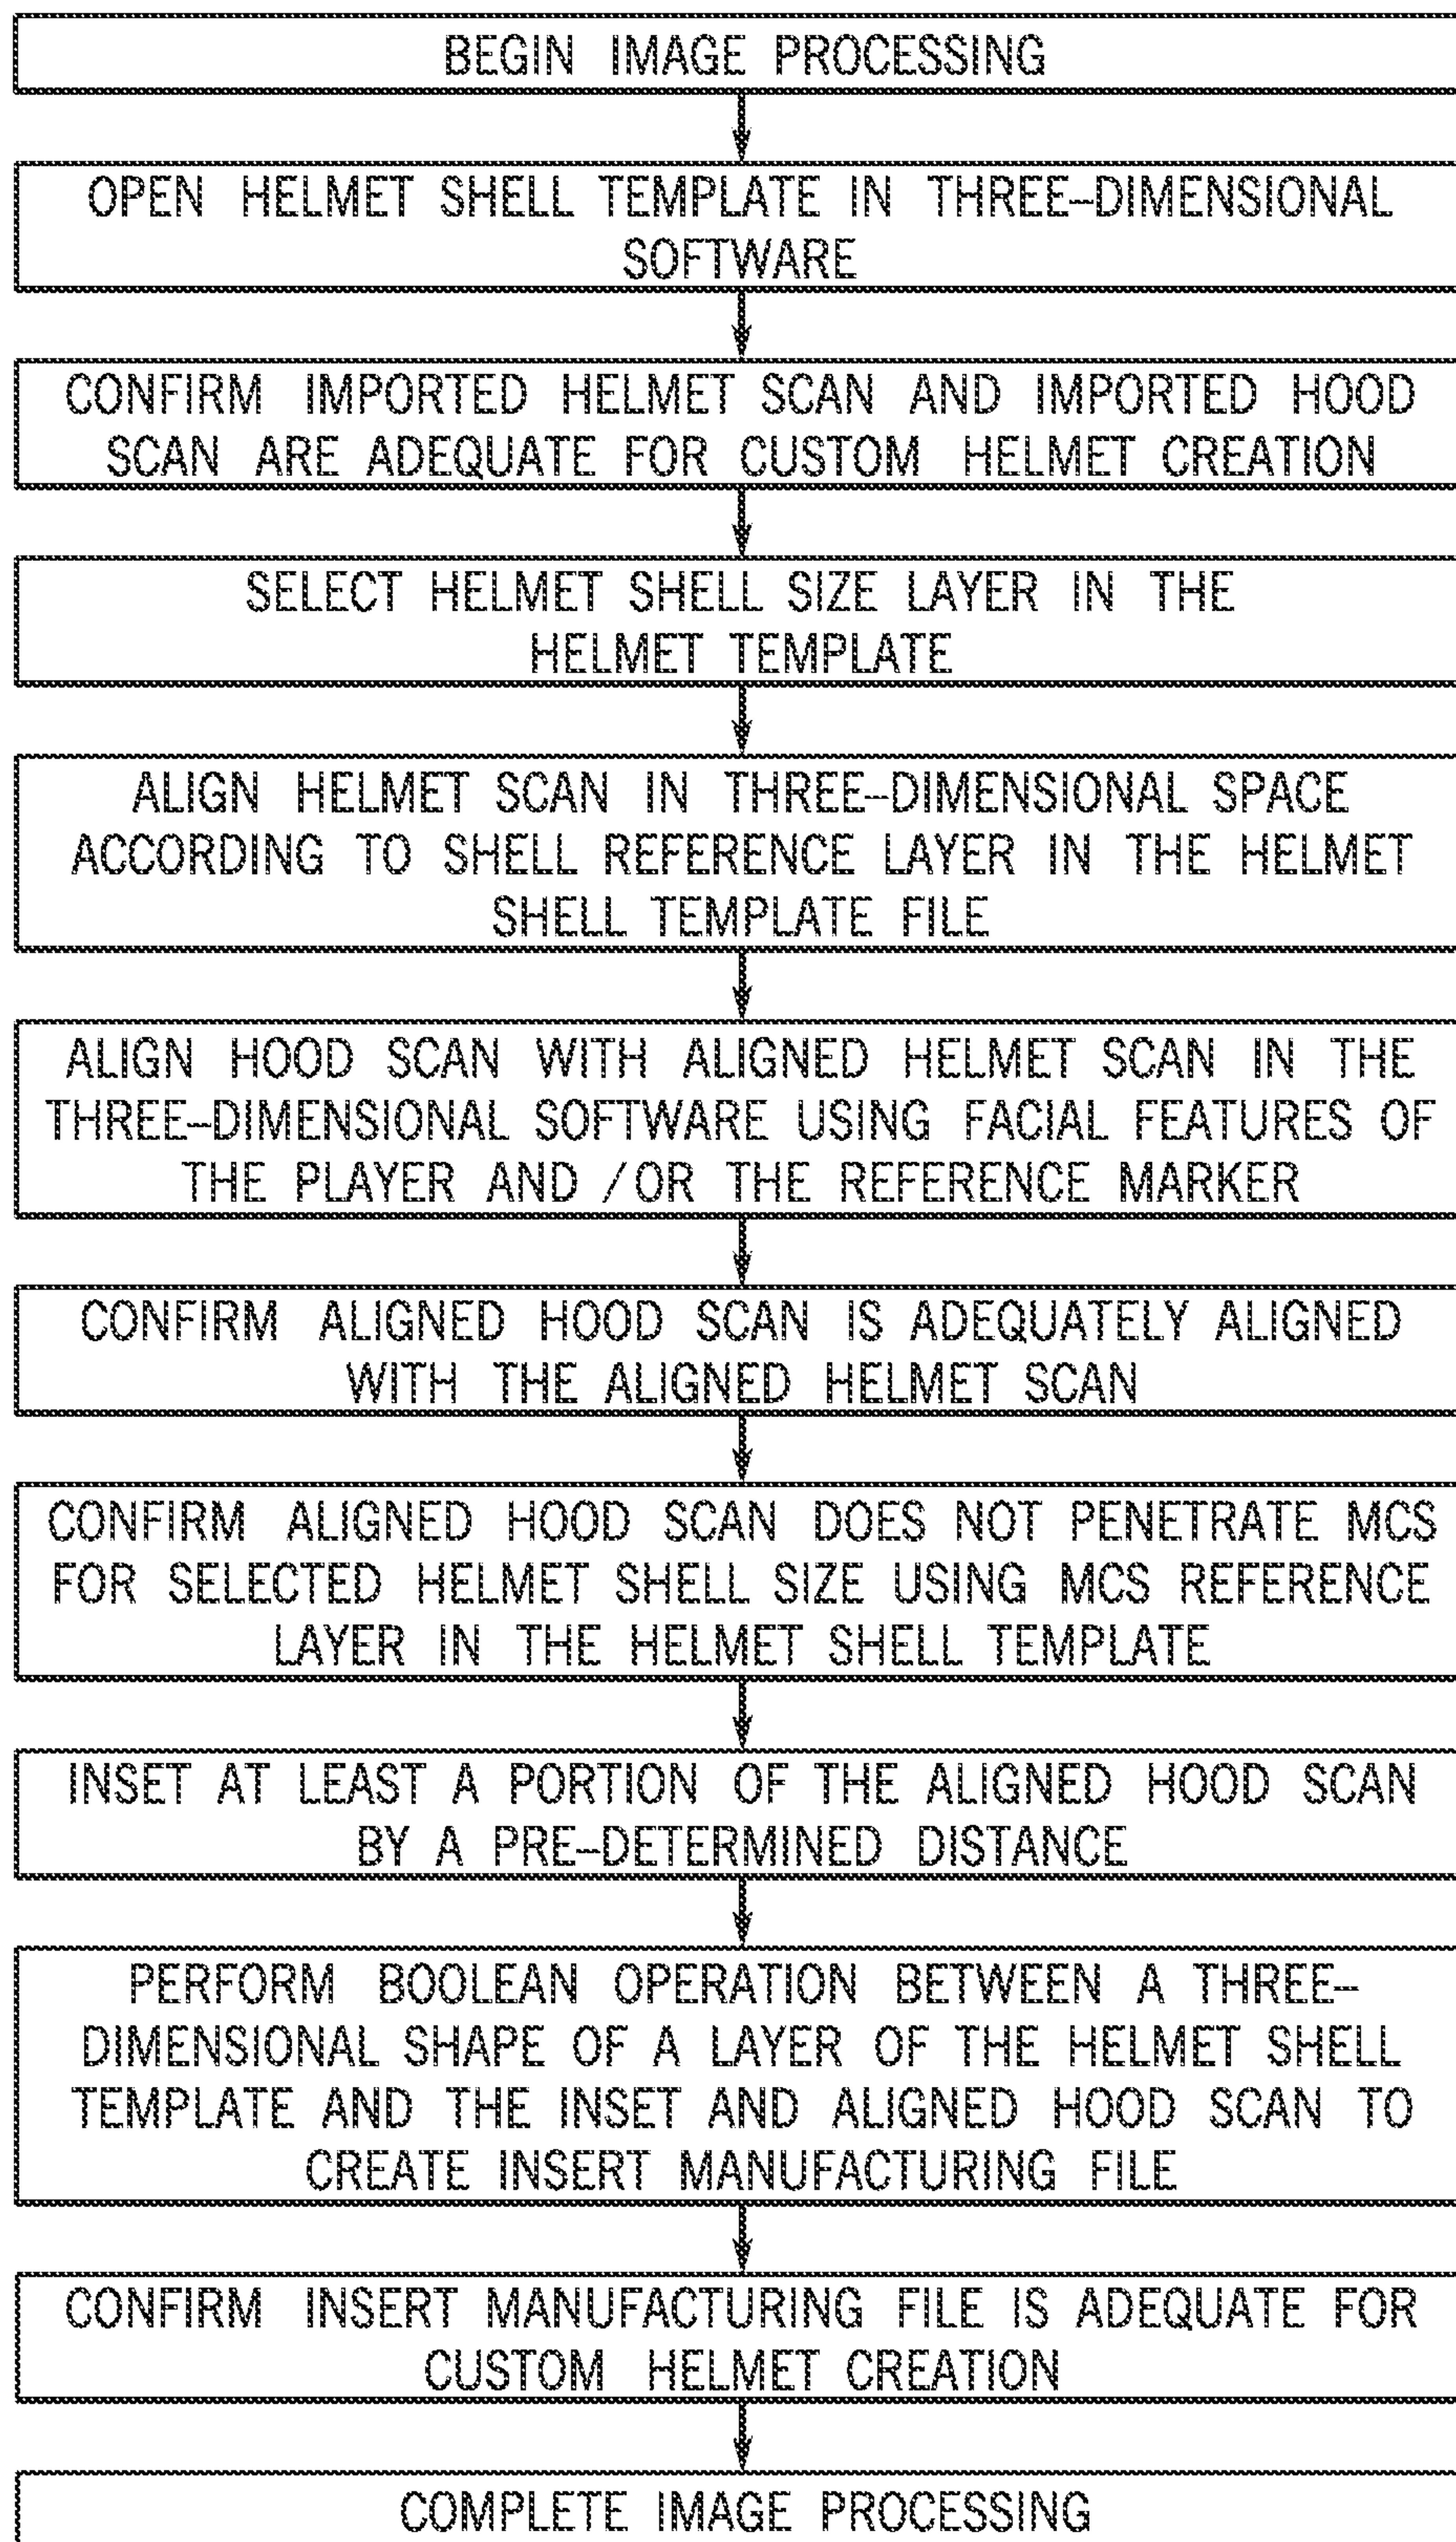 BEGIN IMAGE PROCESSING
OPEN HELMET SHELL TEMPLATE IN THREE-DIMENSIONAL
SOFTWARE
CONFIRM IMPORTED HELMET SCAN AND IMPORTED HOOD
SCAN ARE ADEQUATE FOR CUSTOM HELMET CREATION
SELECT HELMET SHELL SIZE LAYER IN THE
HELMET TEMPLATE
ALIGN HELMET SCAN IN THREE-DIMENSIONAL SPACE
ACCORDING TO SHELL REFERENCE LAYER IN THE HELMET
SHELL TEMPLATE FILE
ALIGN HOOD SCAN WITH ALIGNED HELMET SCAN IN THE
THREE-DIMENSIONAL SOFTWARE USING FACIAL FEATURES OF
THE PLAYER AND /OR THE REFERENCE MARKER
CONFIRM ALIGNED HOOD SCAN IS ADEQUATELY ALIGNED
WITH THE ALIGNED HELMET SCAN
CONFIRM ALIGNED HOOD SCAN DOES NOT PENETRATE MCS
FOR SELECTED HELMET SHELL SIZE USING MCS REFERENCE
LAYER IN THE HELMET SHELL TEMPLATE
INSET AT LEAST A PORTION OF THE ALIGNED HOOD SCAN
BY A PRE-DETERMINED DISTANCE
PERFORM BOOLEAN OPERATION BETWEEN A THREE-
DIMENSIONAL SHAPE OF A LAYER OF THE HELMET SHELL
TEMPLATE AND THE INSET AND ALIGNED HOOD SCAN TO
CREATE INSERT MANUFACTURING FILE
CONFIRM INSERT MANUFACTURING FILE IS ADEQUATE FOR
CUSTOM HELMET CREATION
COMPLETE IMAGE PROCESSING